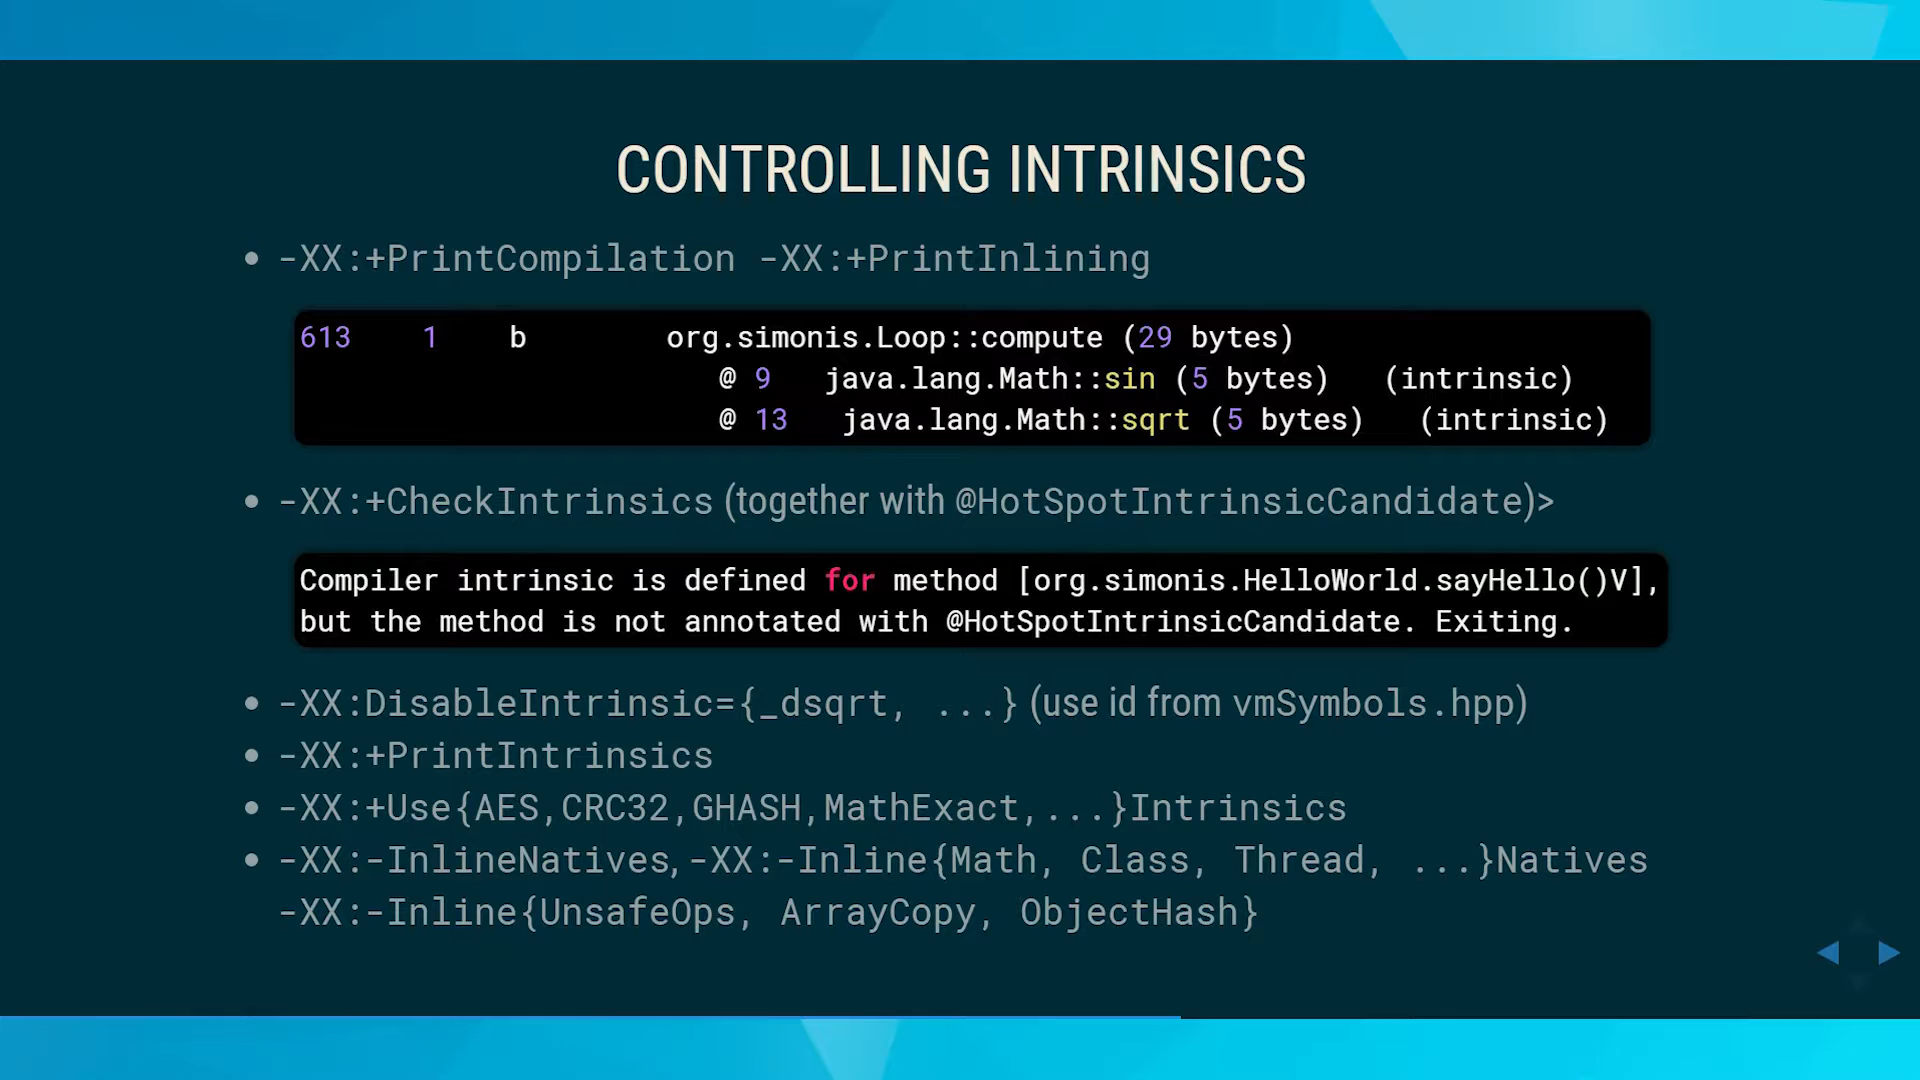 CONTROLLING INTRINSICS
• -XX:+PrintCompilation -XX:+PrintInlining
613 1 b org.simonis.Loop::compute (29 bytes)
@ 9 java.lang.Math::sin (5 bytes) (intrinsic)
@ 13 java.lang.Math::sqrt (5 bytes) (intrinsic)
• -XX:+CheckIntrinsics (together with @HotSpotIntrinsicCandidate)>
Compiler intrinsic is defined for method [org.simonis.HelloWorld.sayHello()V],
but the method is not annotated with @HotSpotIntrinsicCandidate. Exiting.
• -XX:DisableIntrinsic={_dsqrt, ...} (use id from vmSymbols.hpp)
• -XX:+PrintIntrinsics
• -XX:+Use{AES,CRC32,GHASH,MathExact,...}Intrinsics
• -XX:-InlineNatives,-XX:-Inline{Math, Class, Thread, ...}Natives
-XX:-Inline{UnsafeOps, ArrayCopy, ObjectHash}